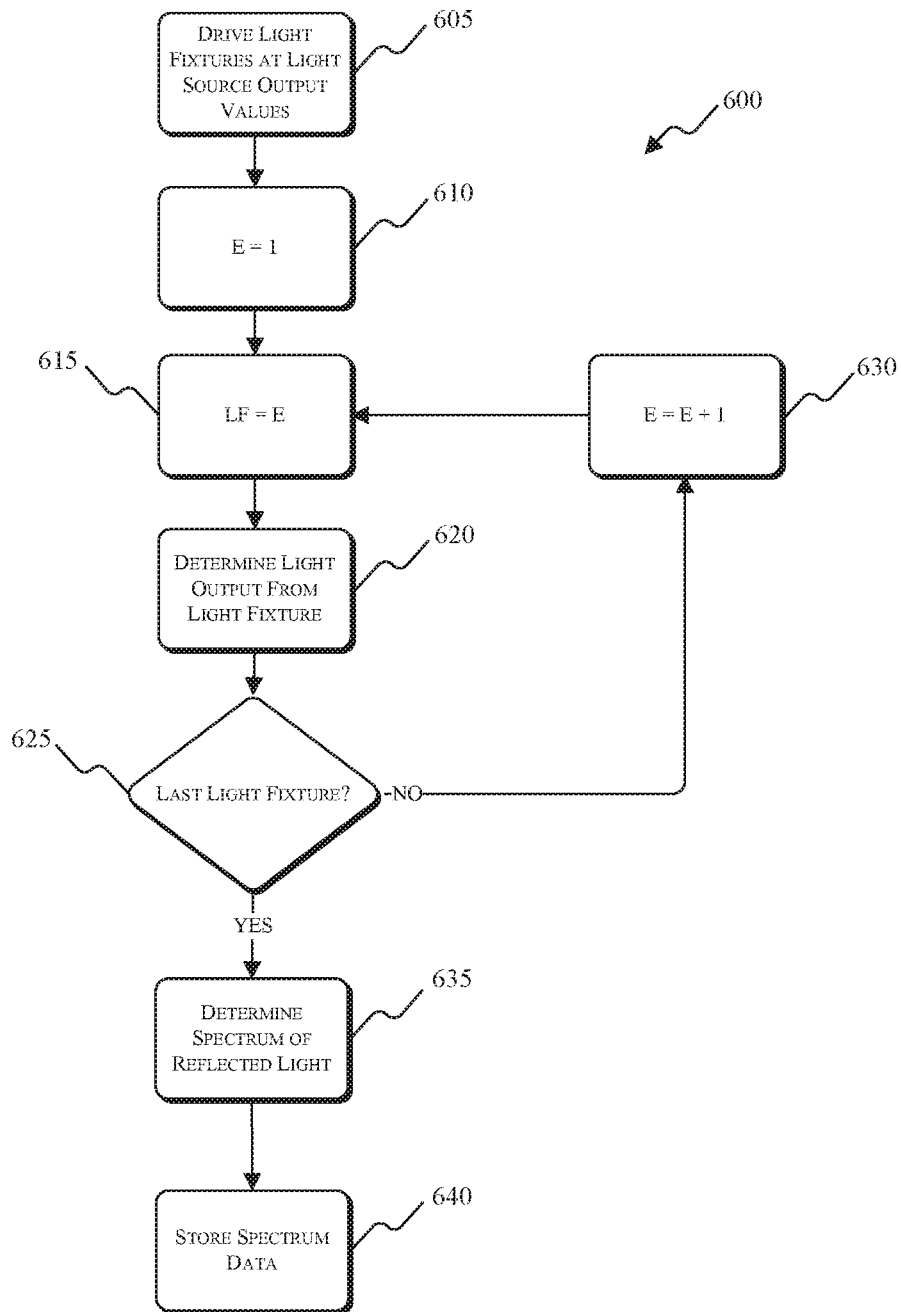 DRIVE LIGHT
FIXTURES AT LIGHT
SOURCE OUTPUT
VALUES
605
600
E = 1
610
615
LF = E
E = E + 1
630
DETERMINE LIGHT
OUTPUT FROM
LIGHT FIXTURE
620
625
LAST LIGHT FIXTURE?
-NO
YES
DETERMINE
SPECTRUM OF
REFLECTED LIGHT
635
STORE SPECTRUM
DATA
640